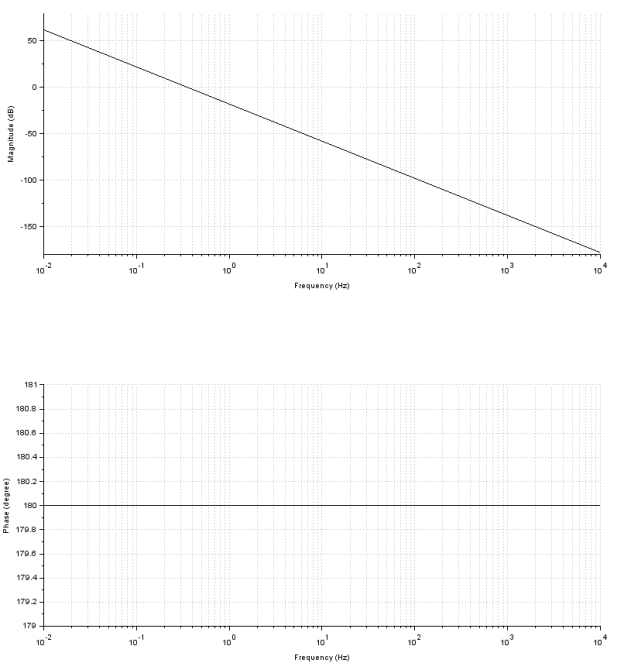 Magnitude (dB)
50
0
-50
-100
-150
10^-2 10^-1 10^0 10^1 10^2 10^3 10^4
Frequency (Hz)
Phase (degree)
181
180.8
180.6
180.4
180.2
180
179.8
179.6
179.4
179.2
179
10^-2 10^-1 10^0 10^1 10^2 10^3 10^4
Frequency (Hz)